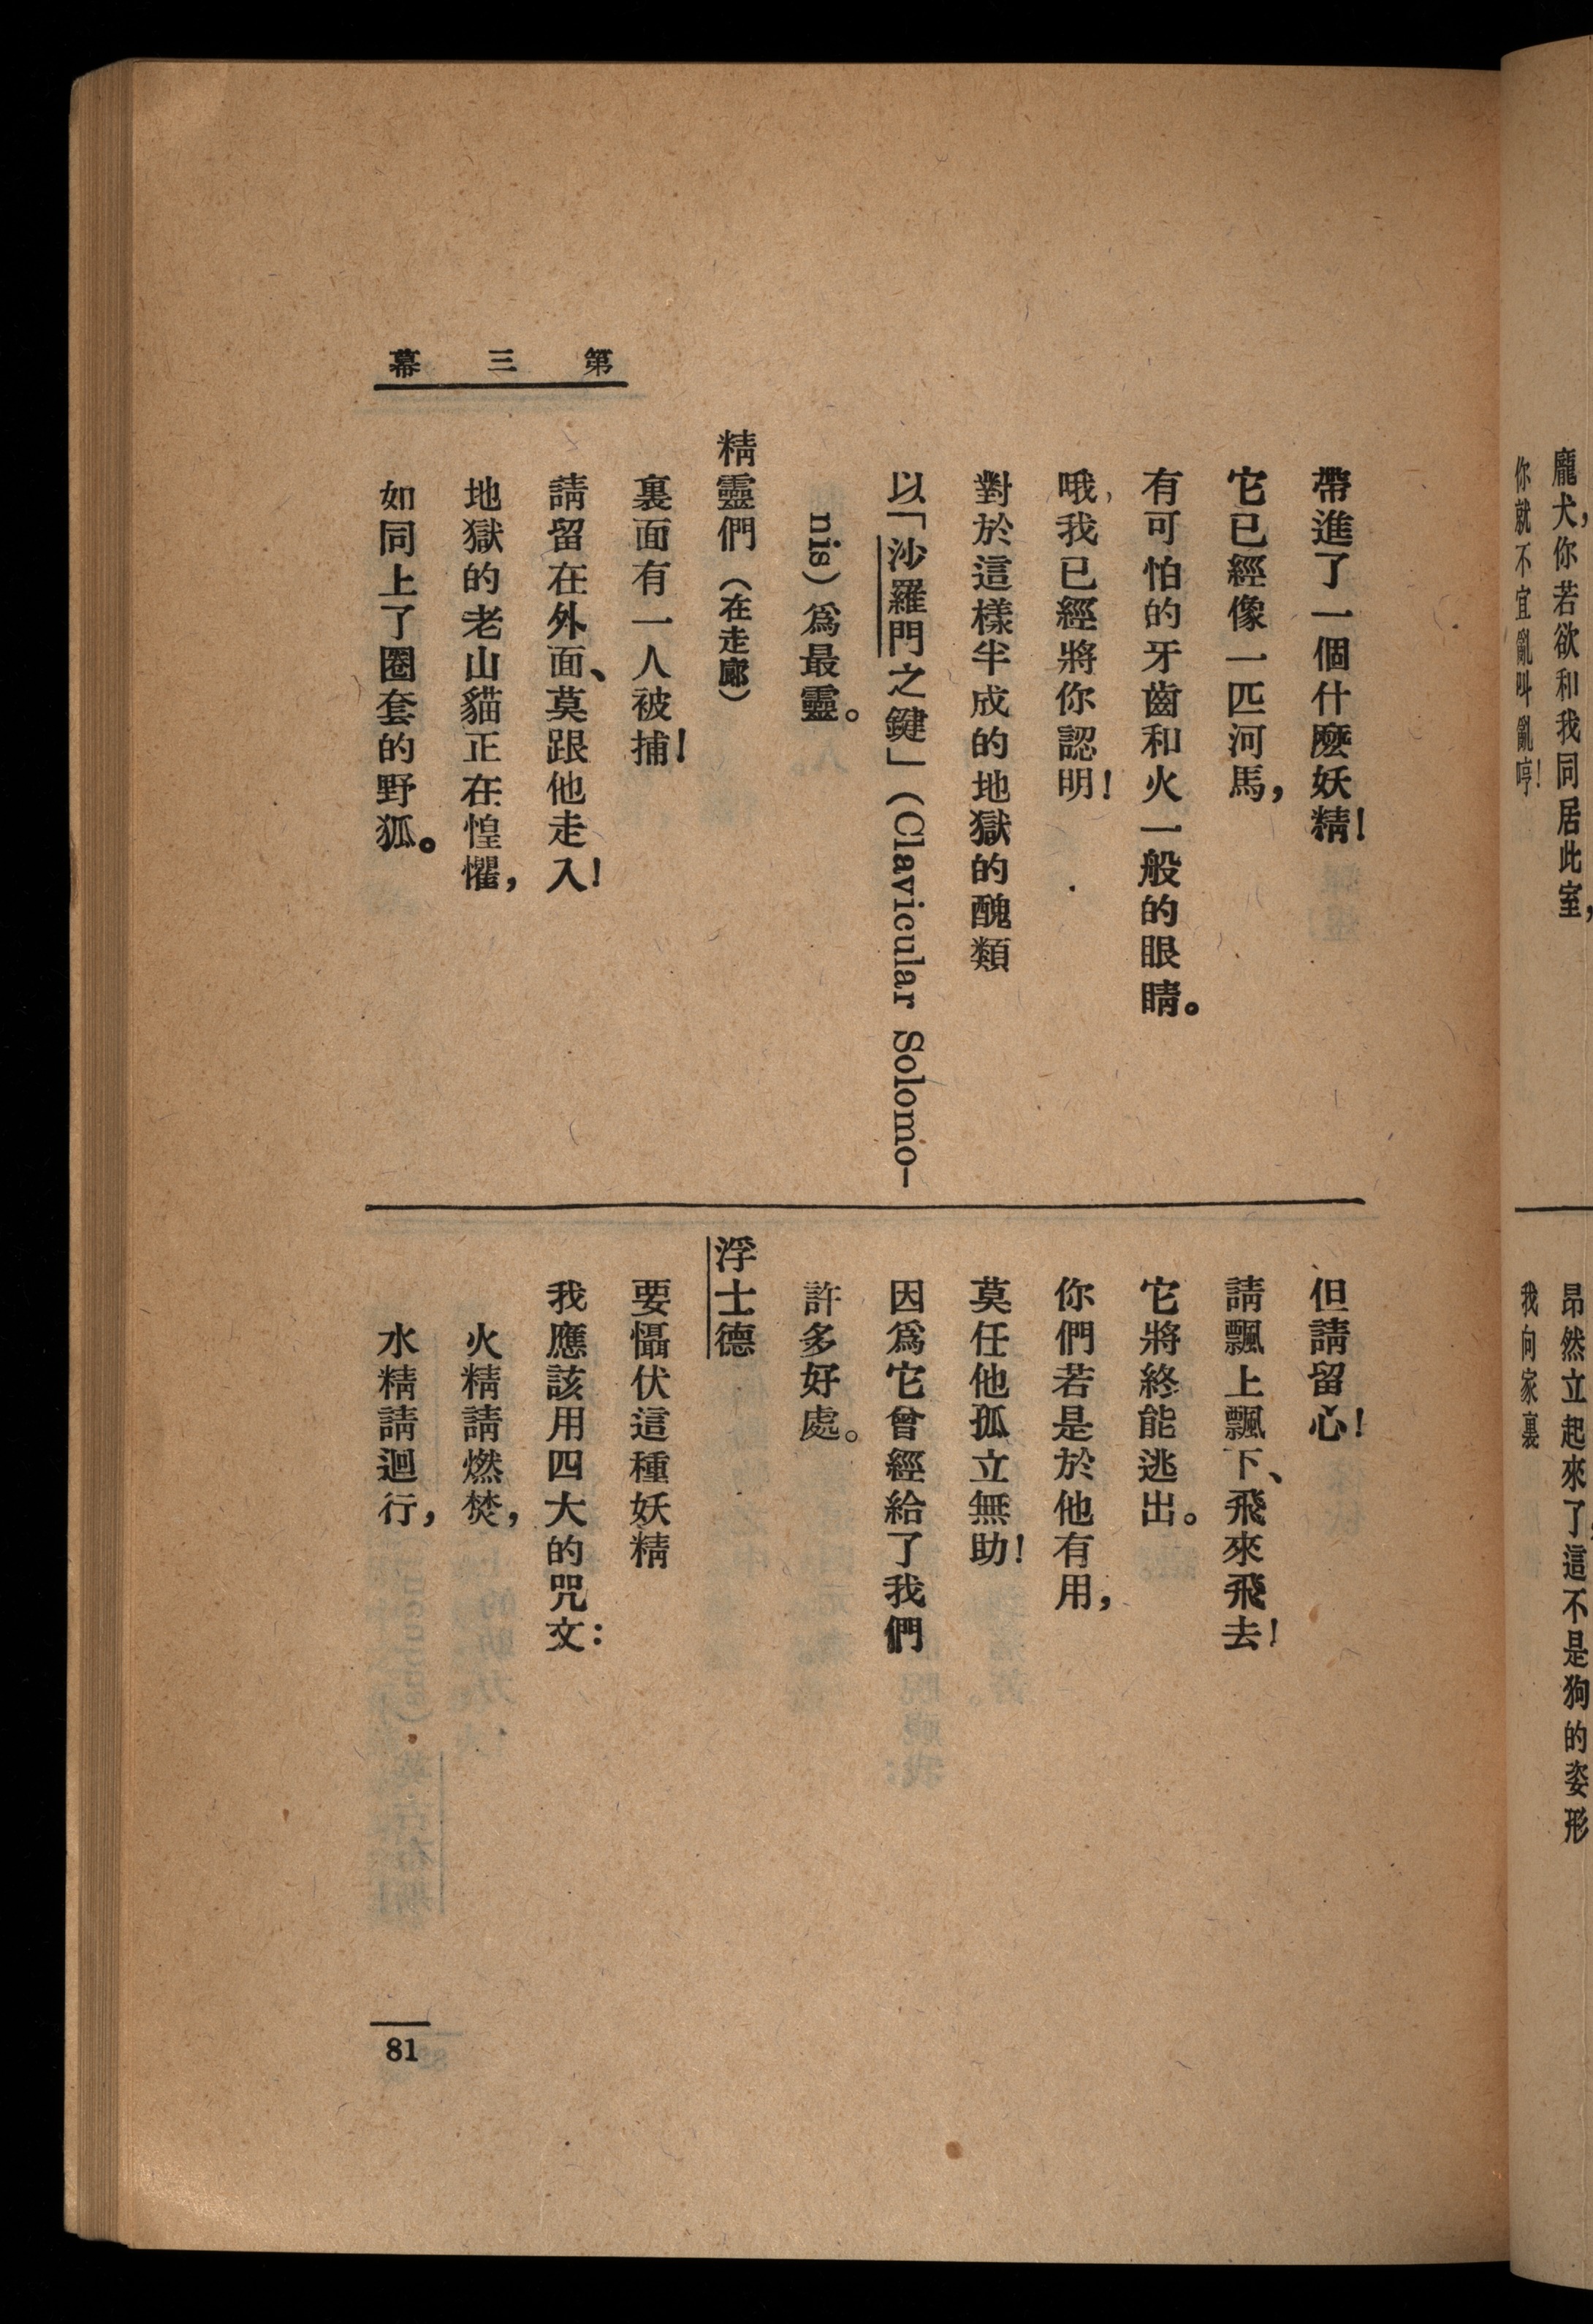 龐犬，你若欲和我同居此室，
你就不宜亂叫亂哼！
昂然立起來了，這不是狗的姿形
我向家裏
第三幕
帶進了一個什麼妖精！
它已經像一匹河馬，
有可怕的牙齒和火一般的眼睛。
哦，我已經將你認明！
對於這樣半成的地獄的醜類
以「沙羅門之鍵」（Clavicular Solomo-
nis）爲最靈。
精靈們（在走廊）
裏面有一人被捕！
請留在外面、莫跟他走入！
地獄的老山貓正在惶懼，
如同上了圈套的野狐。
但請留心！
請飄上飄下、飛來飛去！
它將終能逃出。
你們若是於他有用，
莫任他孤立無助！
因爲它曾經給了我們
許多好處。
浮士德
要懾伏這種妖精
我應該用四大的咒文：
火精請燃焚，
水精請迴行，
81